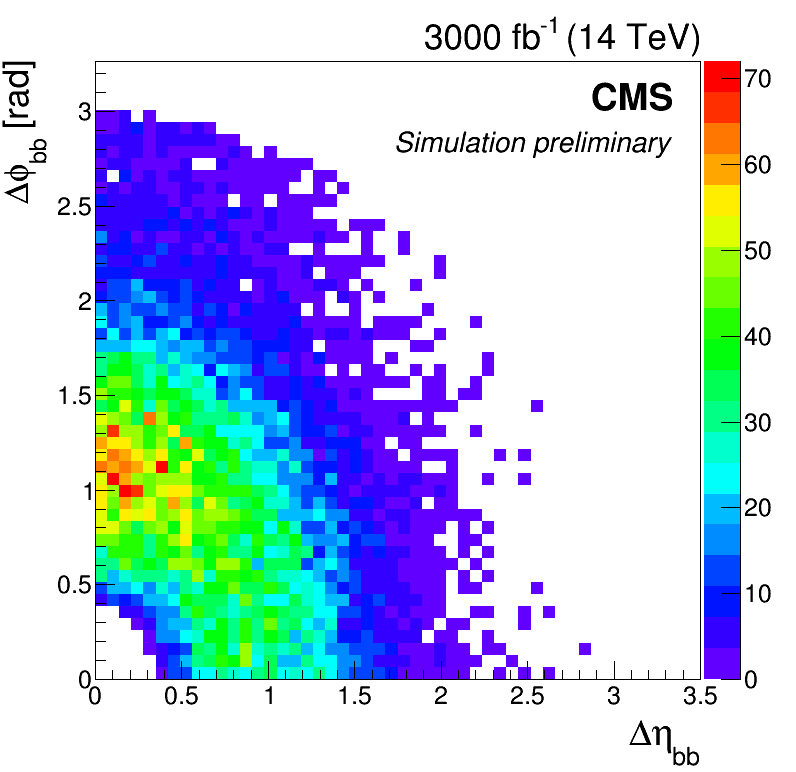 3000 fb⁻¹ (14 TeV)
CMS
Simulation preliminary
Δϕbb [rad]
3
2.5
2
1.5
1
0.5
0
0 0.5 1 1.5 2 2.5 3 3.5
Δηbb
70
60
50
40
30
20
10
0